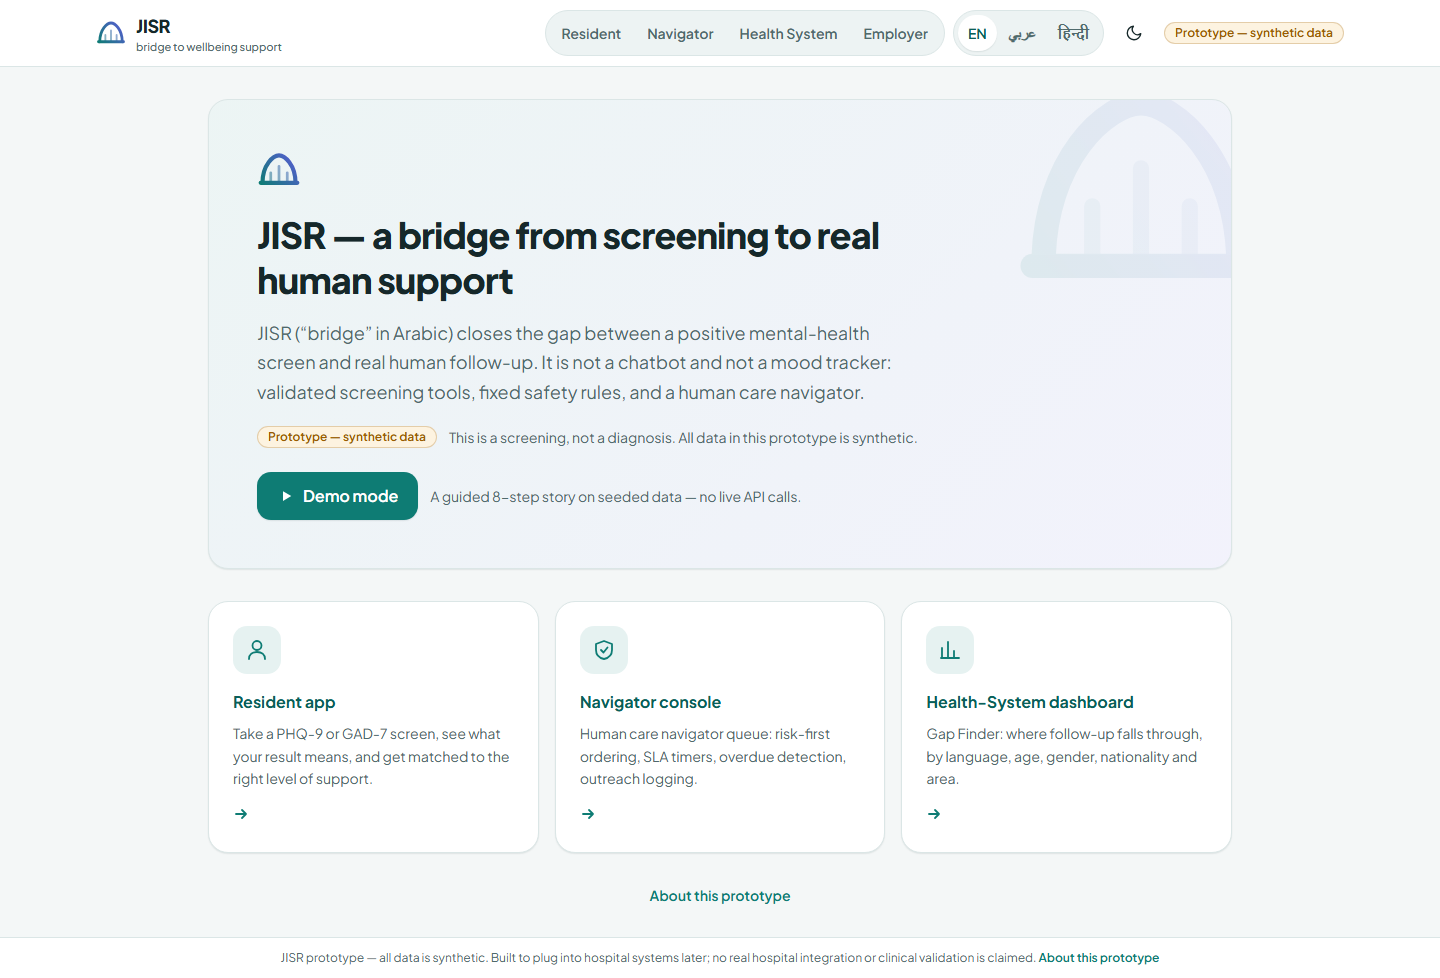 JISR
bridge to wellbeing support
Resident
Navigator
Health System
Employer
EN
عربي
हिन्दी
Prototype — synthetic data
JISR — a bridge from screening to real
human support
JISR (“bridge” in Arabic) closes the gap between a positive mental-health
screen and real human follow-up. It is not a chatbot and not a mood tracker:
validated screening tools, fixed safety rules, and a human care navigator.
Prototype — synthetic data
This is a screening, not a diagnosis. All data in this prototype is synthetic.
Demo mode
A guided 8-step story on seeded data — no live API calls.
Resident app
Take a PHQ-9 or GAD-7 screen, see what
your result means, and get matched to the
right level of support.
Navigator console
Human care navigator queue: risk-first
ordering, SLA timers, overdue detection,
outreach logging.
Health-System dashboard
Gap Finder: where follow-up falls through,
by language, age, gender, nationality and
area.
About this prototype
JISR prototype — all data is synthetic. Built to plug into hospital systems later; no real hospital integration or clinical validation is claimed. About this prototype